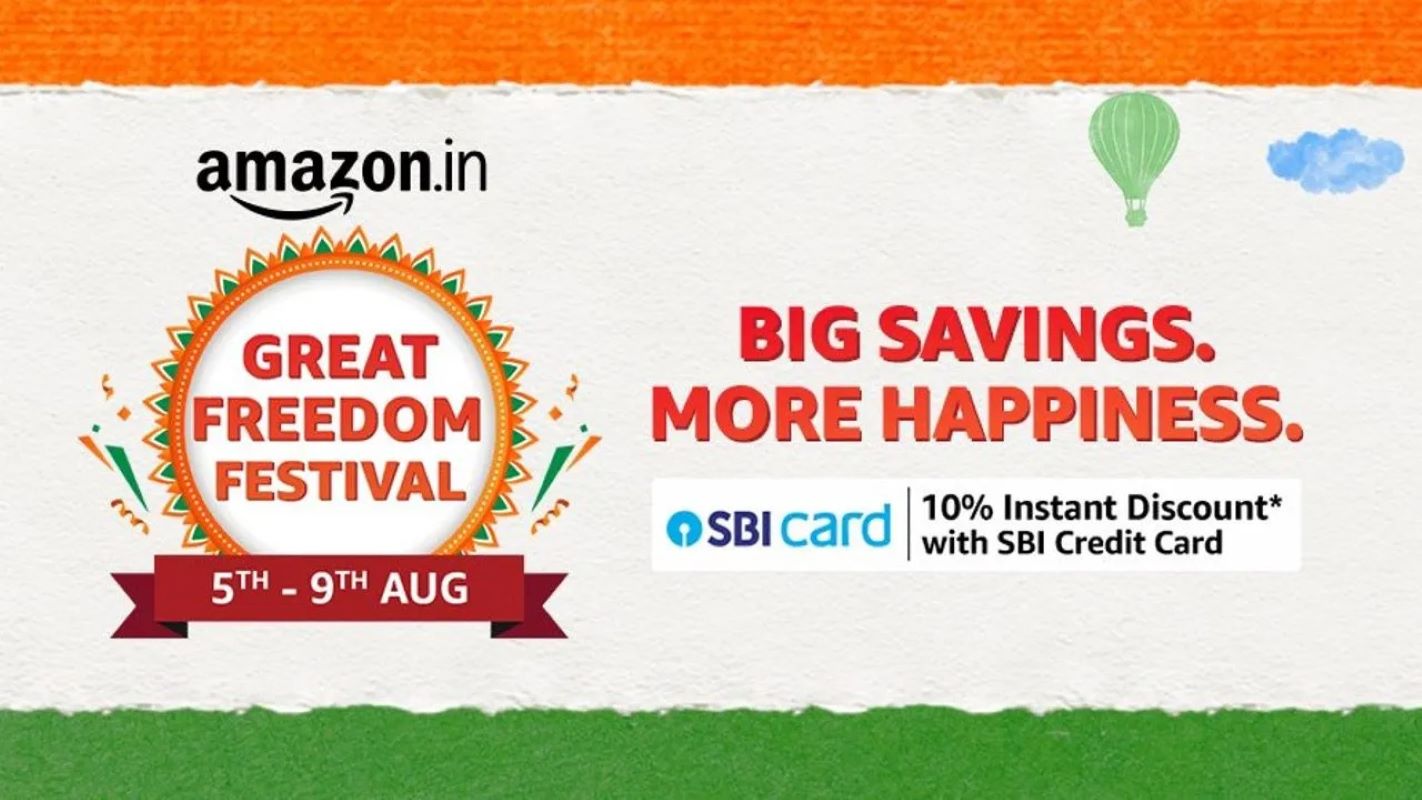 amazon.in
GREAT
FREEDOM
FESTIVAL
5TH - 9TH AUG
BIG SAVINGS.
MORE HAPPINESS.
SBI card
10% Instant Discount*
with SBI Credit Card